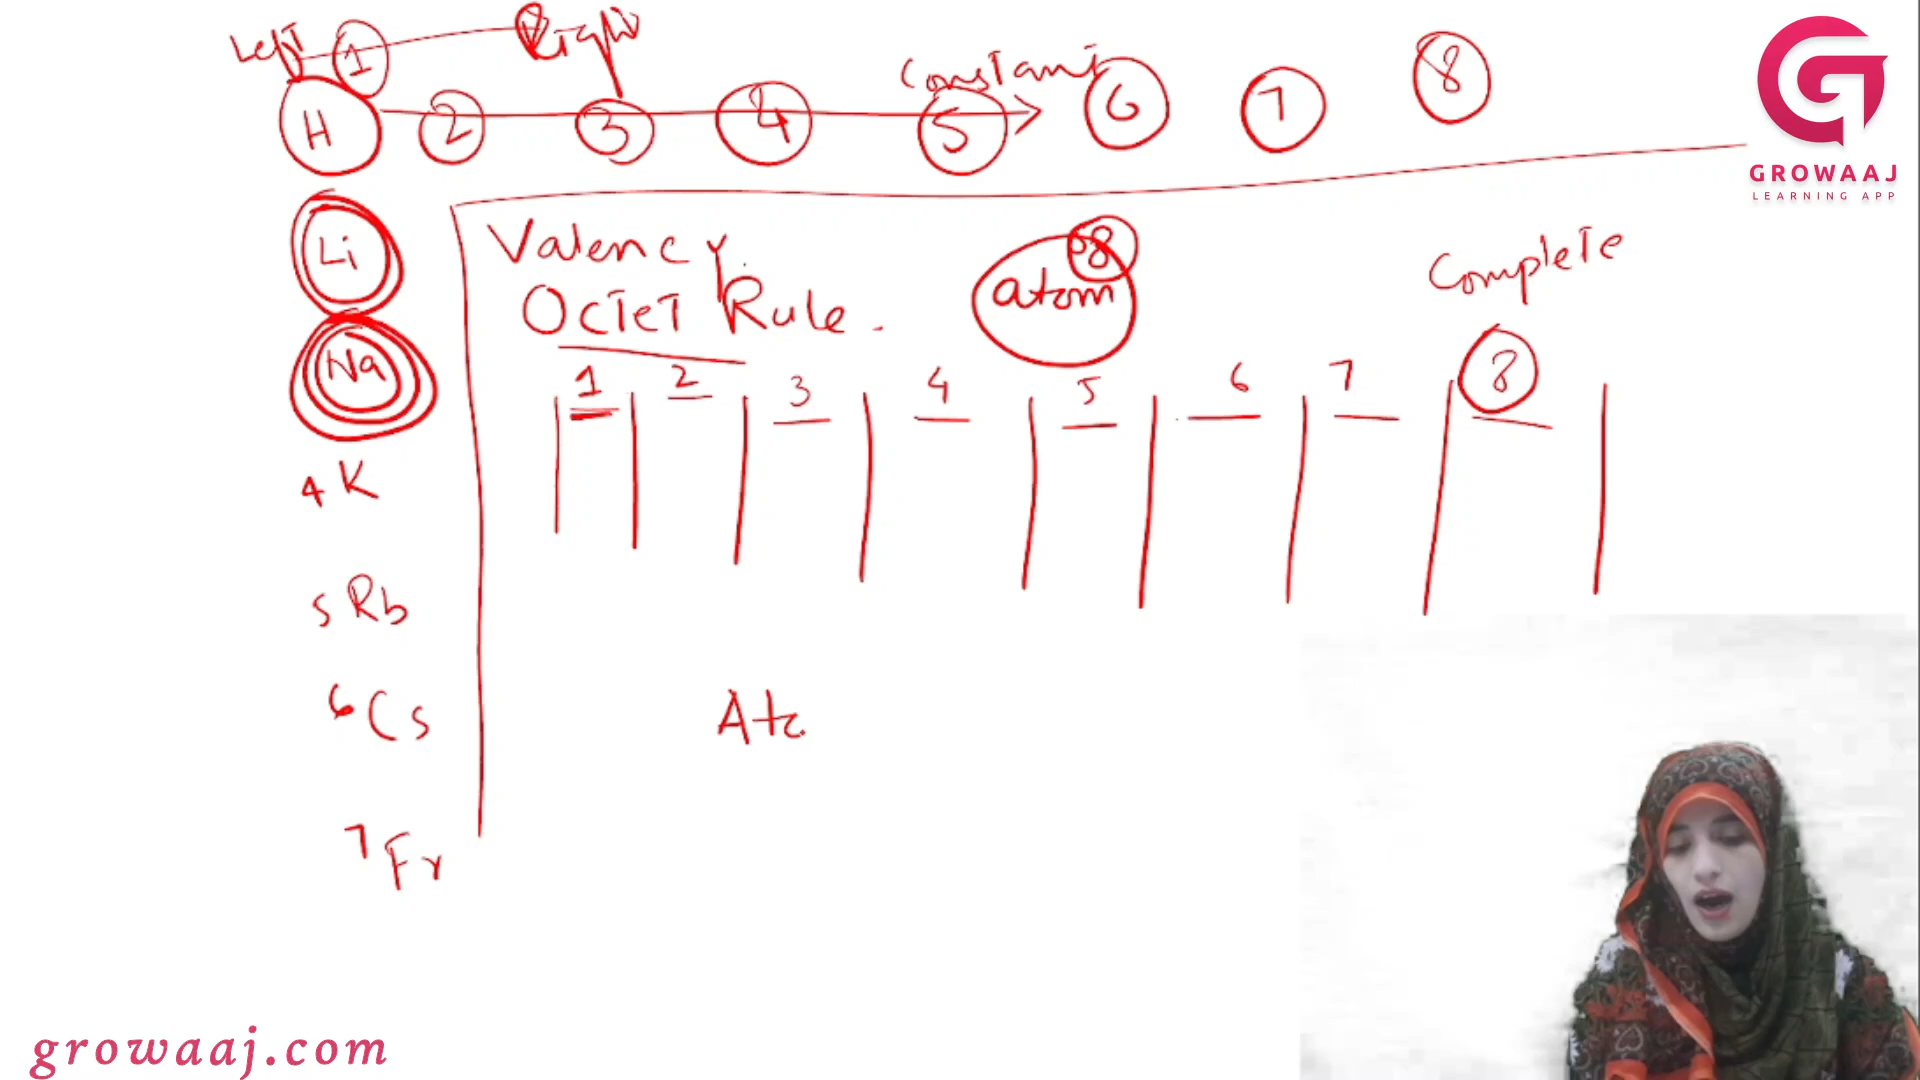 Left 1 Right
H 2 3 4 Constant 5 6 7 8
GROWAAJ
LEARNING APP
Li
Valency
Octet Rule.
atom 8
Complete
Na
1 2 3 4 5 6 7 8
4 K
5 Rb
6 Cs
Ato
7 Fr
growaaj.com